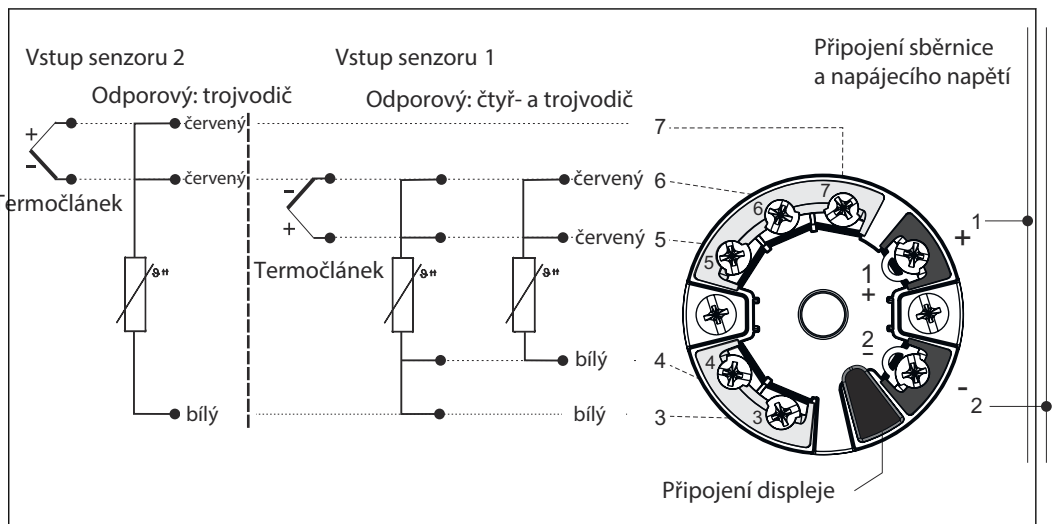 Vstup senzoru 2
Vstup senzoru 1
Připojení sběrnice
a napájecího napětí
Odporový: trojvodič
Odporový: čtyř- a trojvodič
+
-
Termočlánek
červený
červený
bílý
-
+
Termočlánek
ϑ
ϑ
ϑ
červený
červený
bílý
bílý
7
6
5
4
3
7
6
5
4
3
1
+
2
-
+
1
-
2
Připojení displeje